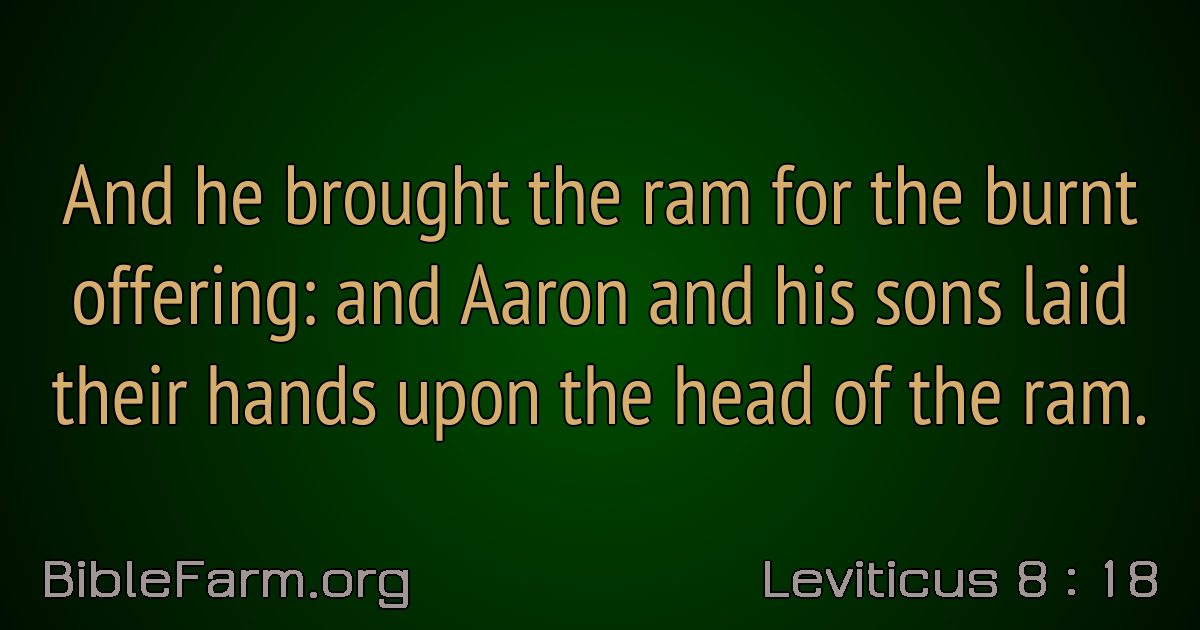 And he brought the ram for the burnt
offering: and Aaron and his sons laid
their hands upon the head of the ram.
BibleFarm.org
Leviticus 8 : 18